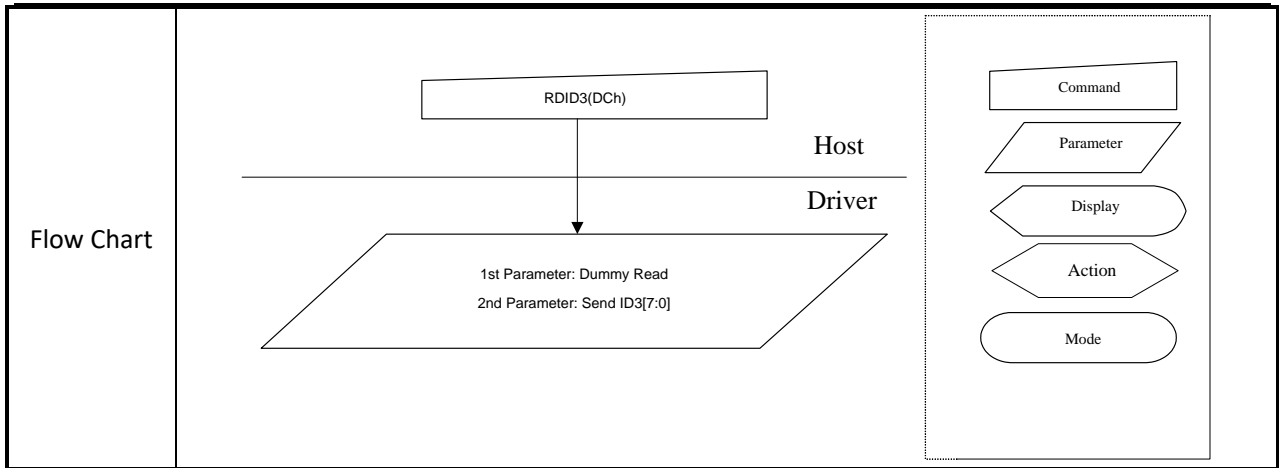 Flow Chart
RDID3(DCh)
Host
Driver
1st Parameter: Dummy Read
2nd Parameter: Send ID3[7:0]
Command
Parameter
Display
Action
Mode